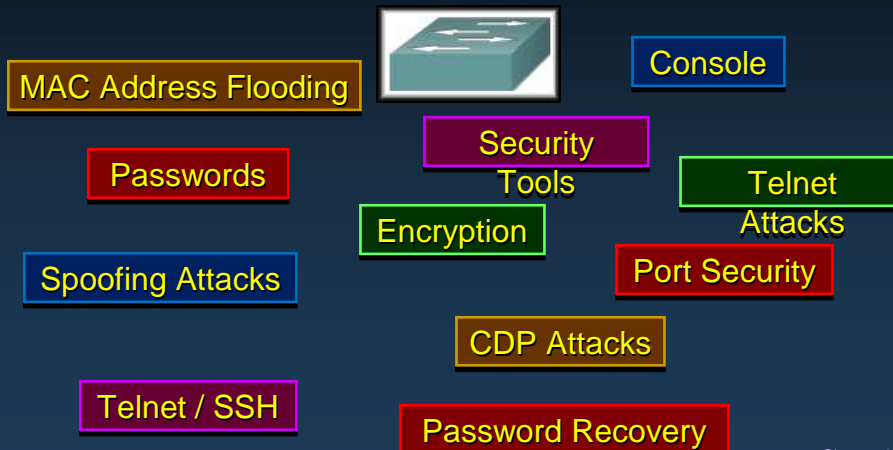 Console
MAC Address Flooding
Security
Tools
Passwords
Telnet
Attacks
Encryption
Port Security
Spoofing Attacks
CDP Attacks
Telnet / SSH
Password Recovery